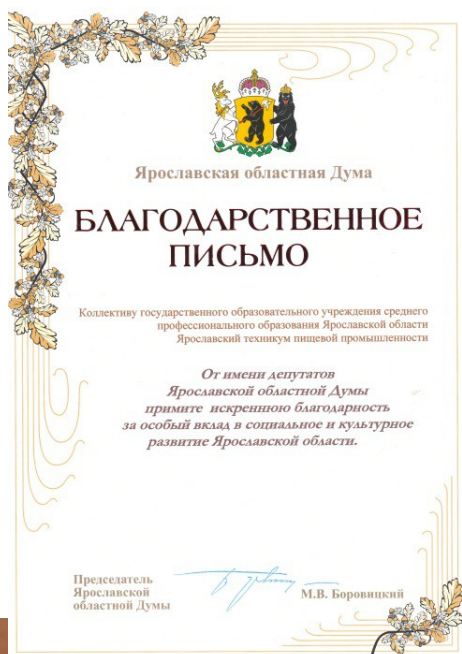 Ярославская областная Дума
БЛАГОДАРСТВЕННОЕ
ПИСЬМО
Коллективу государственного образовательного учреждения среднего
профессионального образования Ярославской области
Ярославский техникум пищевой промышленности
От имени депутатов
Ярославской областной Думы
примите искреннюю благодарность
за особый вклад в социальное и культурное
развитие Ярославской области.
Председатель
Ярославской
областной Думы
М.В. Боровицкий